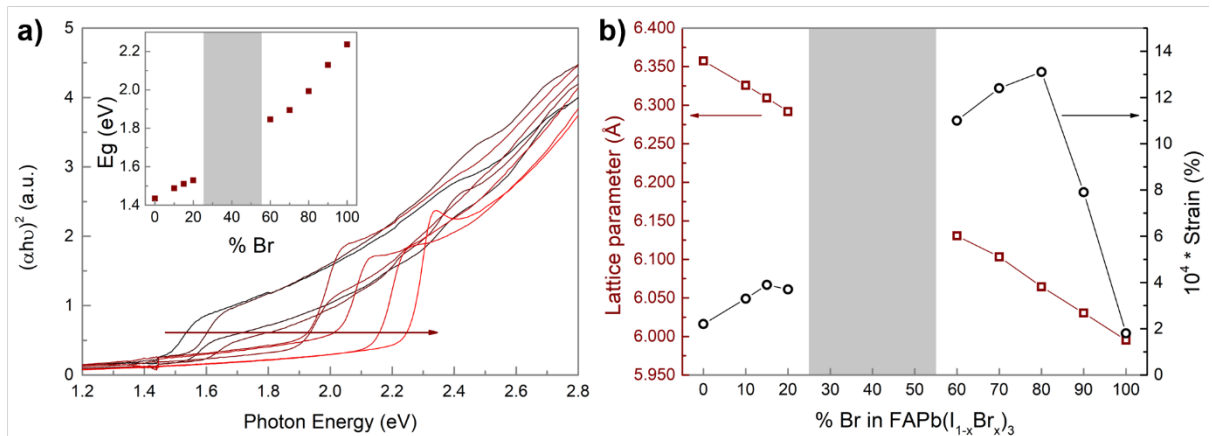 a)
5
4
3
2
1
0
(αhυ)² (a.u.)
1.2 1.4 1.6 1.8 2.0 2.2 2.4 2.6 2.8
Photon Energy (eV)
2.2
2.0
1.8
1.6
1.4
Eg (eV)
0 20 40 60 80 100
% Br
b)
6.400
6.350
6.300
6.250
6.200
6.150
6.100
6.050
6.000
5.950
Lattice parameter (Å)
0 10 20 30 40 50 60 70 80 90 100
% Br in FAPb(I₁₋ₓBrₓ)₃
14
12
10
8
6
4
2
0
10⁴ * Strain (%)